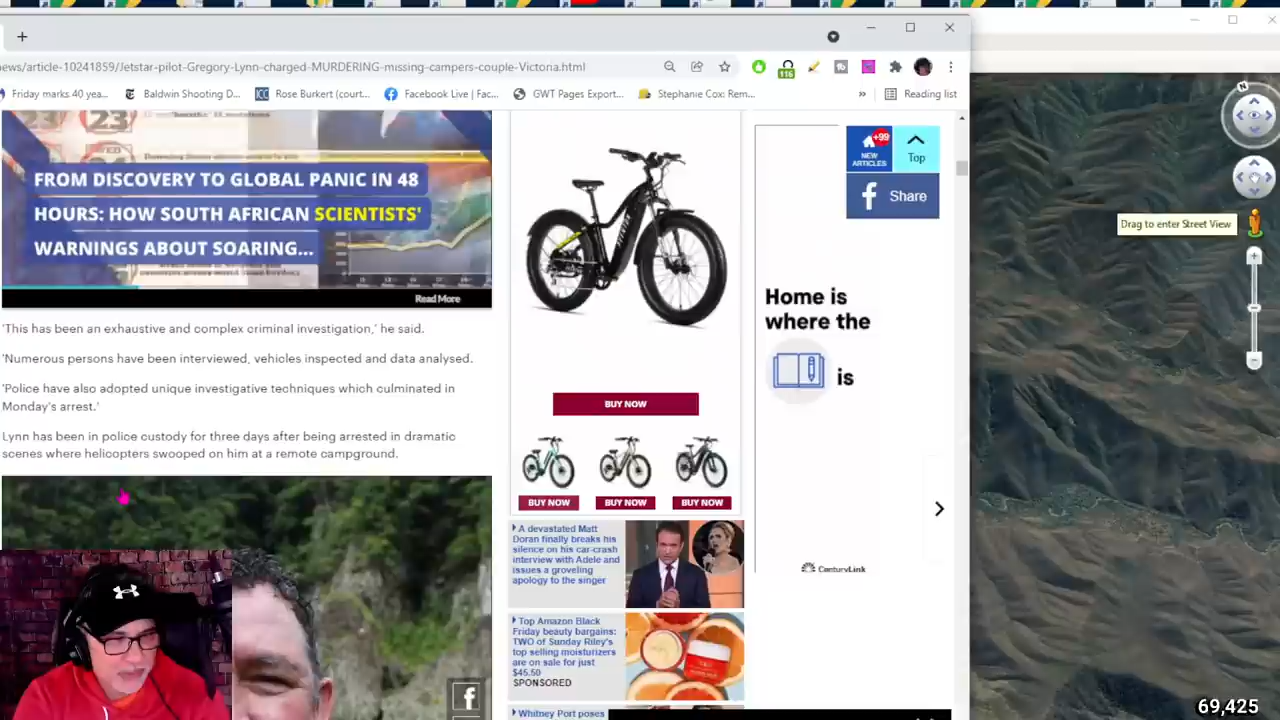 ews/article-10241859/Jetstar-pilot-Gregory-Lynn-charged-MURDERING-missing-campers-couple-Victoria.html
116
Friday marks 40 yea...
Baldwin Shooting D...
Rose Burkert (court...
Facebook Live | Fac...
GWT Pages Export...
Stephanie Cox: Rem...
»
Reading list
23
23
FROM DISCOVERY TO GLOBAL PANIC IN 48
HOURS: HOW SOUTH AFRICAN SCIENTISTS'
WARNINGS ABOUT SOARING...
Read More
'This has been an exhaustive and complex criminal investigation,' he said.
'Numerous persons have been interviewed, vehicles inspected and data analysed.
'Police have also adopted unique investigative techniques which culminated in
Monday's arrest.'
Lynn has been in police custody for three days after being arrested in dramatic
scenes where helicopters swooped on him at a remote campground.
BUY NOW
BUY NOW
BUY NOW
BUY NOW
A devastated Matt
Doran finally breaks his
silence on his car-crash
interview with Adele and
issues a groveling
apology to the singer
Top Amazon Black
Friday beauty bargains:
TWO of Sunday Riley's
top selling moisturizers
are on sale for just
$45.50
SPONSORED
Whitney Port poses
+99
NEW
ARTICLES
Top
Share
Home is
where the
is
CenturyLink
N
Drag to enter Street View
69,425